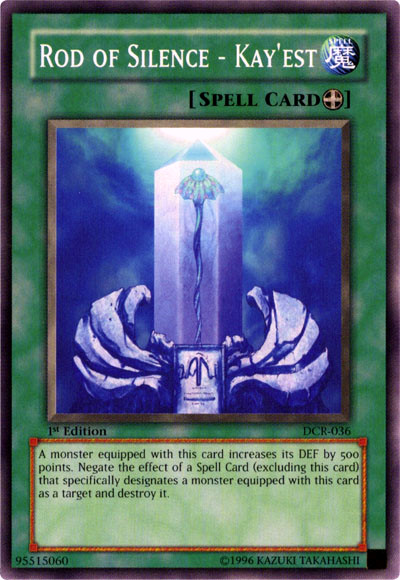 ROD OF SILENCE - KAY'EST
SPELL
魔
[SPELL CARD]
1st Edition
DCR-036
A monster equipped with this card increases its DEF by 500
points. Negate the effect of a Spell Card (excluding this card)
that specifically designates a monster equipped with this card
as a target and destroy it.
95515060
©1996 KAZUKI TAKAHASHI